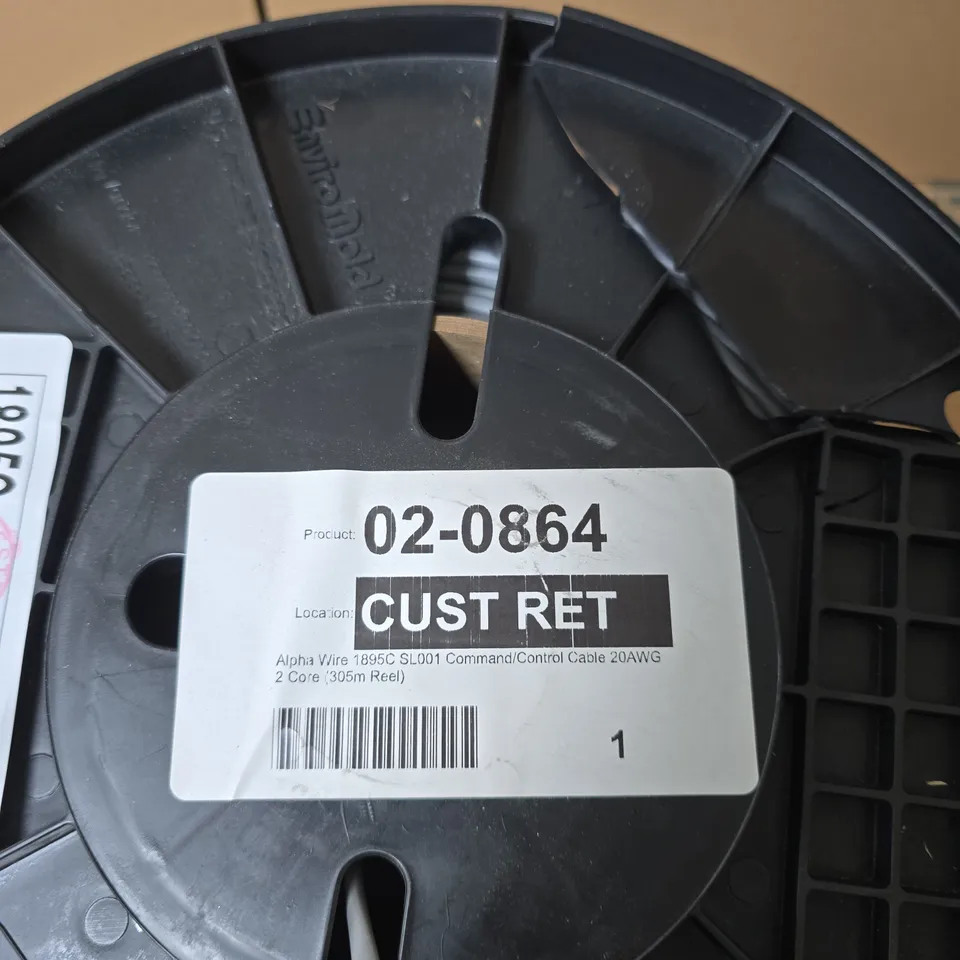 EnviroMold
Product: 02-0864
Location: CUST RET
Alpha Wire 1895C SL001 Command/Control Cable 20AWG
2 Core (305m Reel)
1